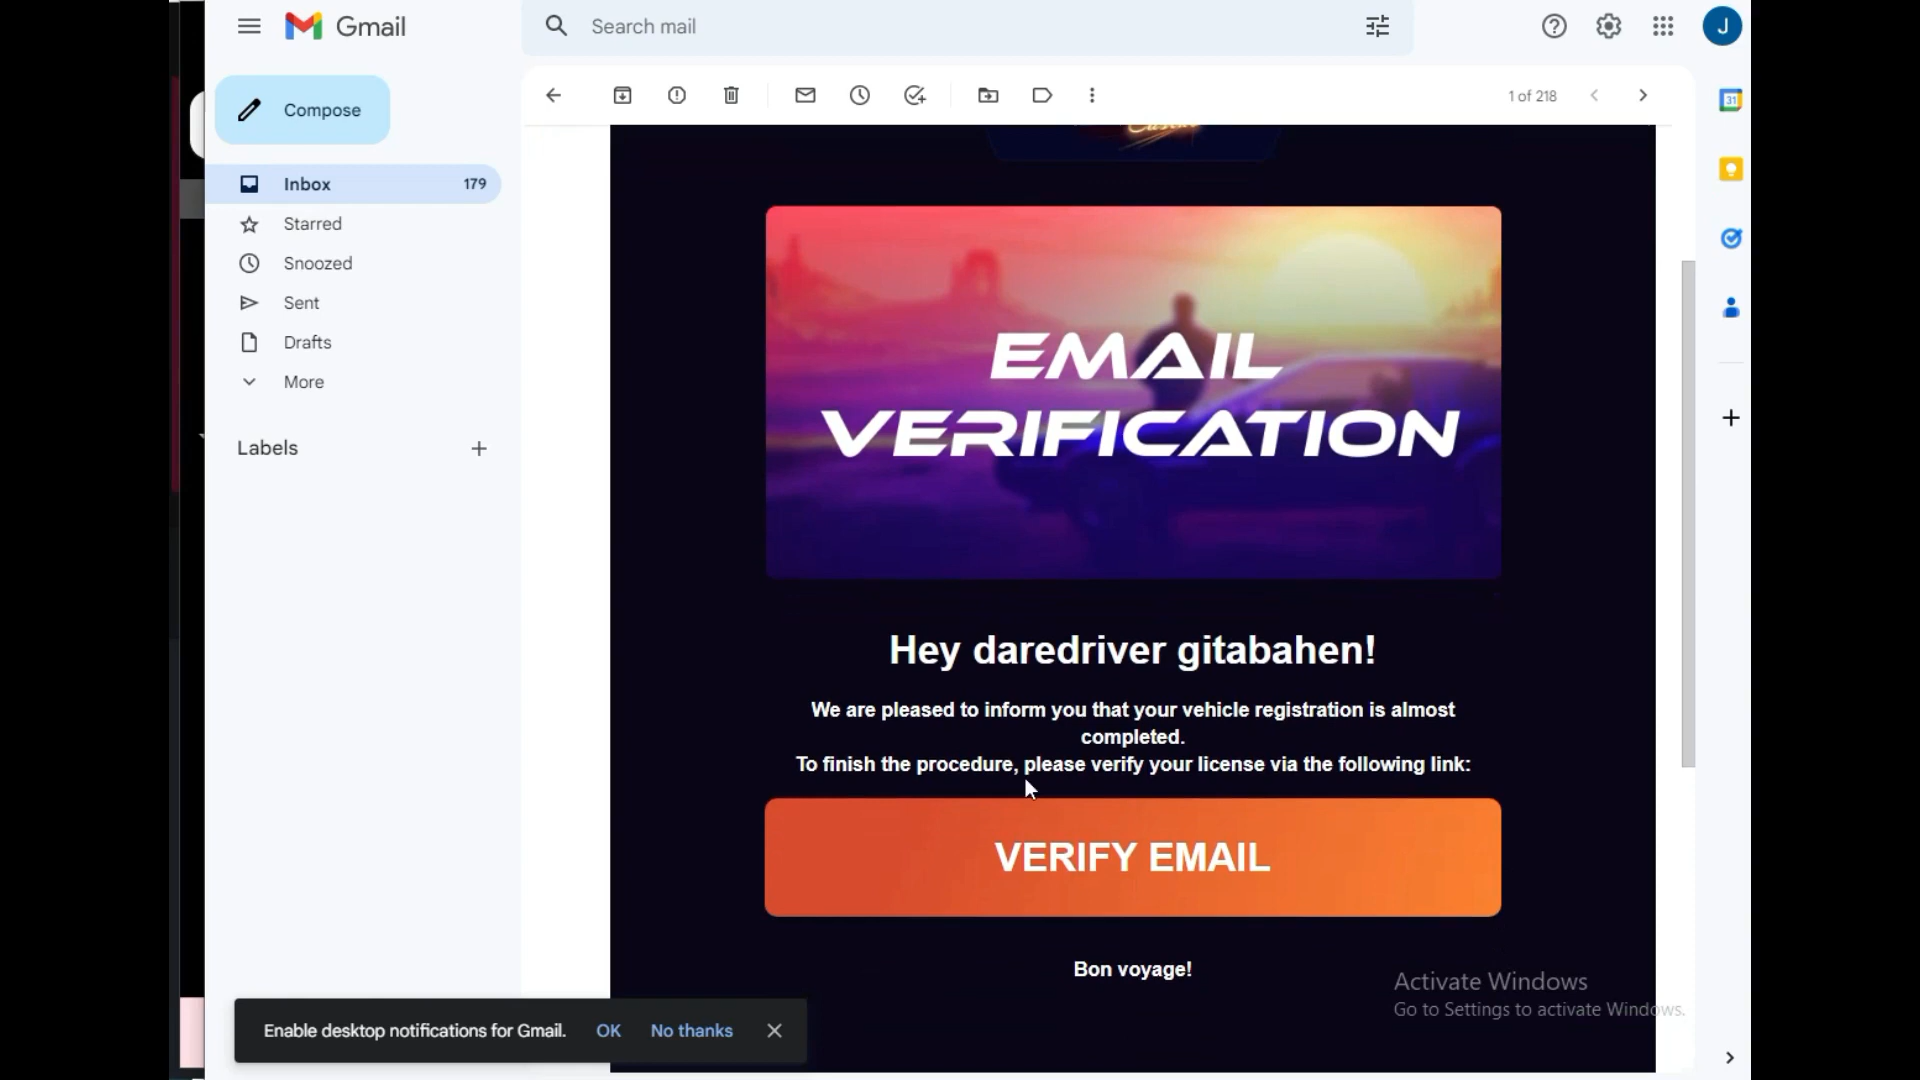 Gmail
Search mail
J
Compose
1 of 218
31
Casino
Inbox 179
Starred
Snoozed
Sent
Drafts
More
Labels
EMAIL
VERIFICATION
Hey daredriver gitabahen!
We are pleased to inform you that your vehicle registration is almost
completed.
To finish the procedure, please verify your license via the following link:
VERIFY EMAIL
Bon voyage!
Activate Windows
Go to Settings to activate Windows.
Enable desktop notifications for Gmail. OK No thanks